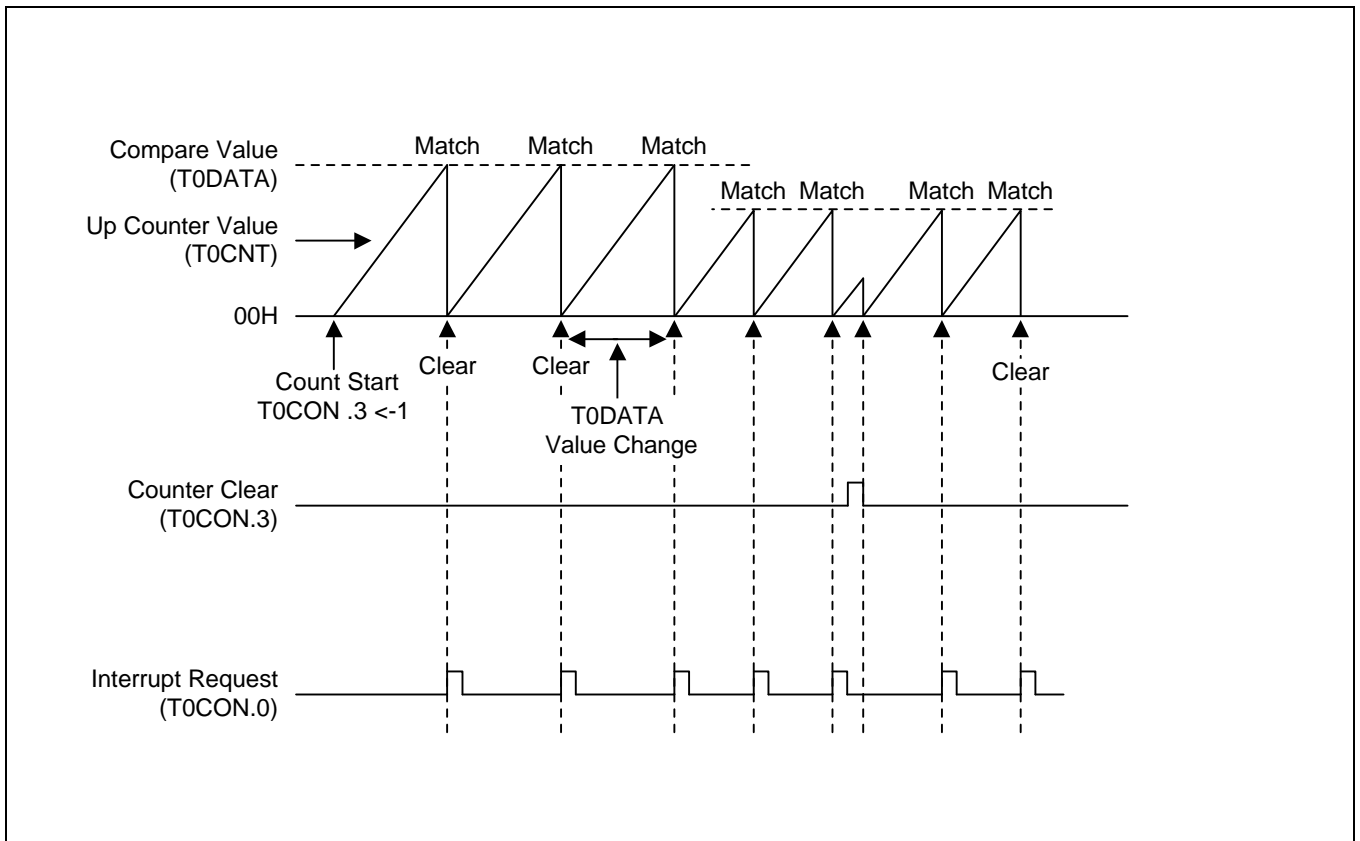 Compare Value
(T0DATA)
Match Match Match
Match Match Match Match
Up Counter Value
(T0CNT)
00H
Count Start
T0CON .3 <-1
Clear Clear
T0DATA
Value Change
Clear
Counter Clear
(T0CON.3)
Interrupt Request
(T0CON.0)